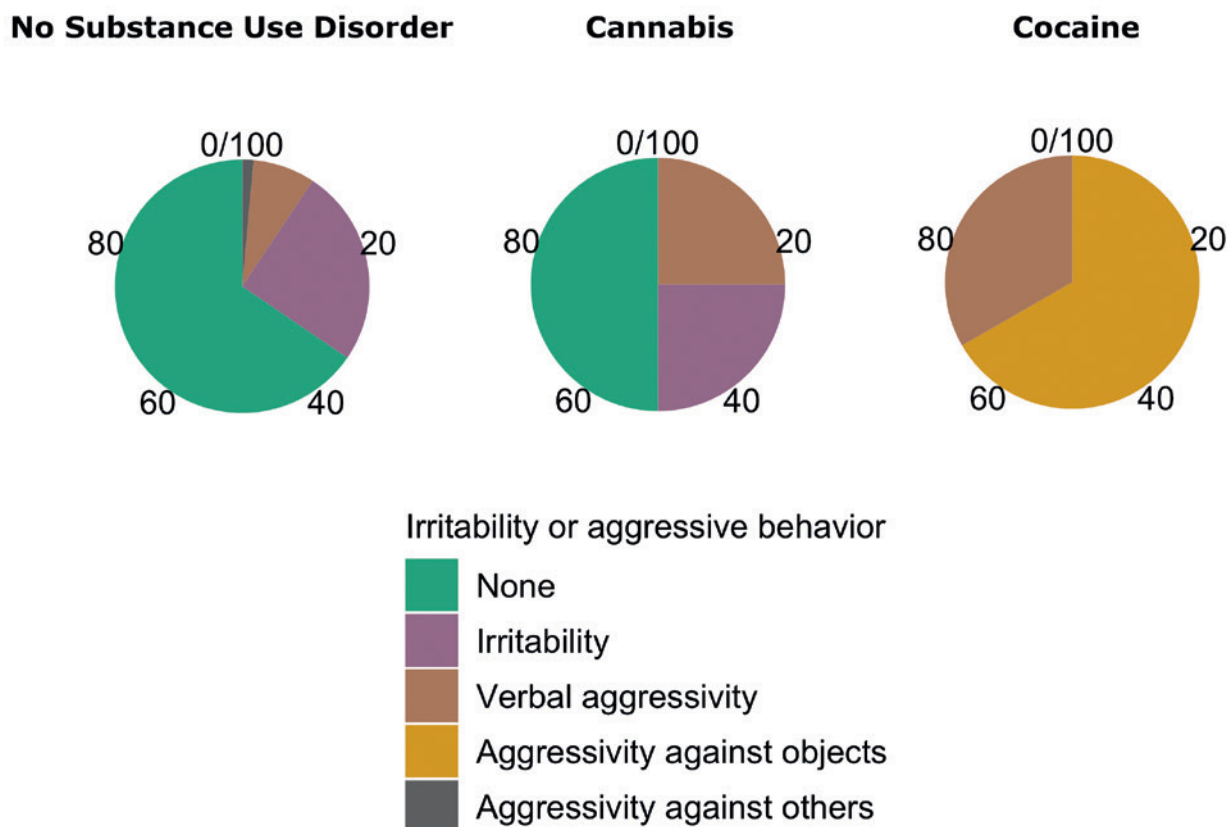 No Substance Use Disorder
Cannabis
Cocaine
0/100
20
40
60
80
0/100
20
40
60
80
0/100
20
40
60
80
Irritability or aggressive behavior
None
Irritability
Verbal aggressivity
Aggressivity against objects
Aggressivity against others